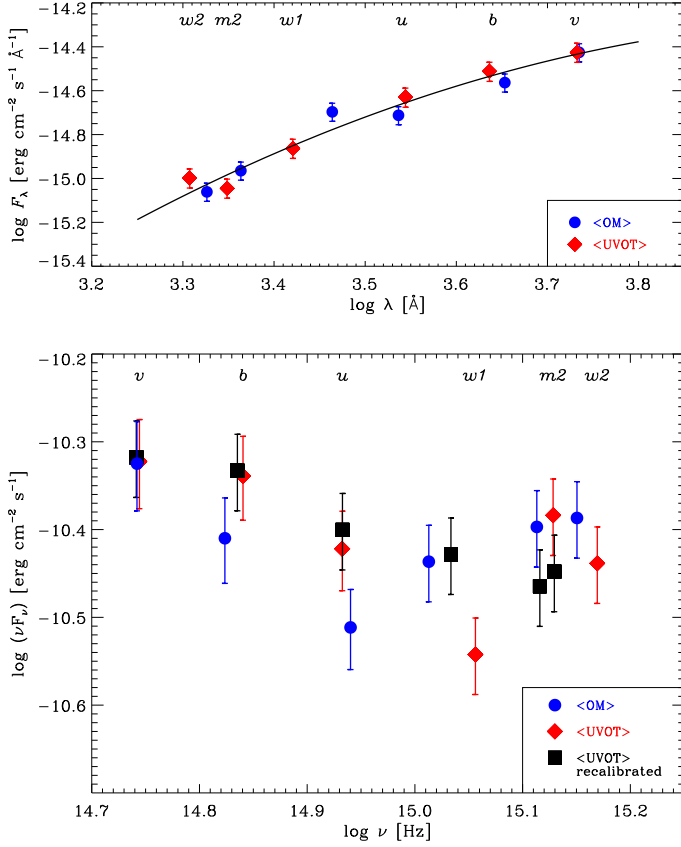 −14.2
w2 m2 w1 u b v
−14.4
−14.6
−14.8
−15.0
−15.2
−15.4
log Fλ [erg cm−2 s−1 Å−1]
<OM>
<UVOT>
3.2 3.3 3.4 3.5 3.6 3.7 3.8
log λ [Å]
−10.2
v b u w1 m2 w2
−10.3
−10.4
−10.5
−10.6
log (νFν) [erg cm−2 s−1]
<OM>
<UVOT>
<UVOT>
recalibrated
14.7 14.8 14.9 15.0 15.1 15.2
log ν [Hz]